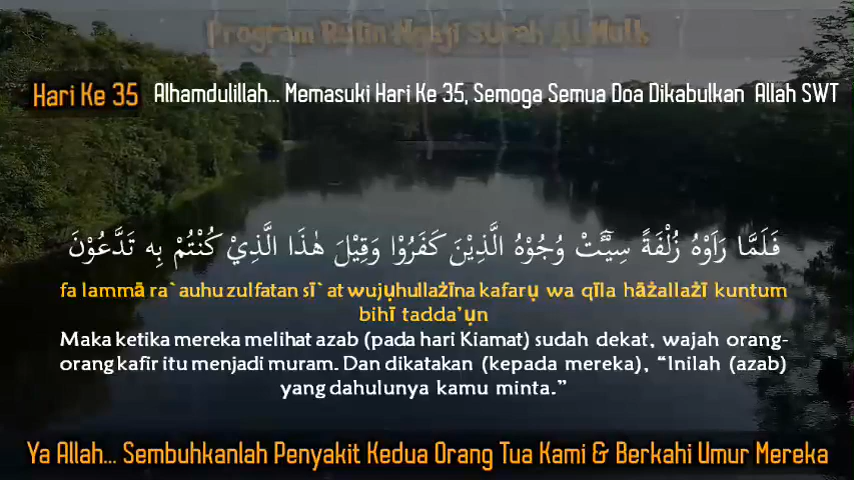 Program Rutin Ngaji Surah Al Mulk
Hari Ke 35 Alhamdulillah... Memasuki Hari Ke 35, Semoga Semua Doa Dikabulkan Allah SWT
فَلَمَّا رَاَوْهُ زُلْفَةً سِيْۤـَٔتْ وُجُوْهُ الَّذِيْنَ كَفَرُوْا وَقِيْلَ هٰذَا الَّذِيْ كُنْتُمْ بِهٖ تَدَّعُوْنَ
fa lammā ra`auhu zulfatan sī`at wujụhullażīna kafarụ wa qīla hāżallażī kuntum
bihī tadda'ụn
Maka ketika mereka melihat azab (pada hari Kiamat) sudah dekat, wajah orang-
orang kafir itu menjadi muram. Dan dikatakan (kepada mereka), “Inilah (azab)
yang dahulunya kamu minta.”
Ya Allah... Sembuhkanlah Penyakit Kedua Orang Tua Kami & Berkahi Umur Mereka